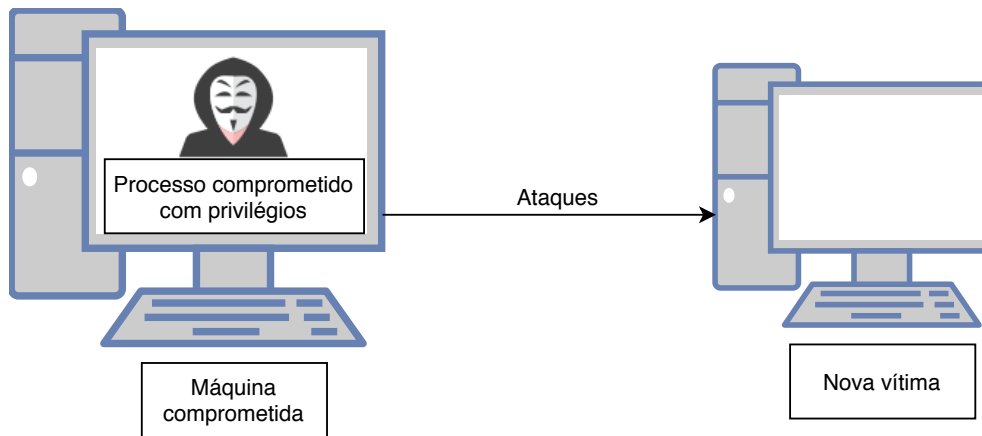 Processo comprometido
com privilégios
Ataques
Máquina
comprometida
Nova vítima